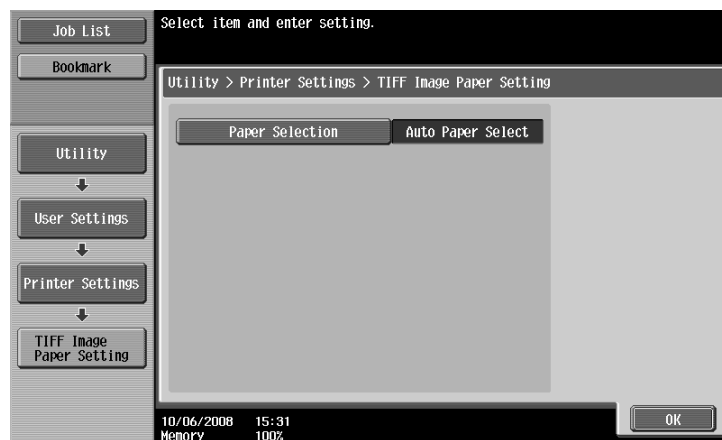 Job List
Bookmark
Select item and enter setting.
Utility > Printer Settings > TIFF Image Paper Setting
Paper Selection
Auto Paper Select
Utility
User Settings
Printer Settings
TIFF Image
Paper Setting
10/06/2008 15:31
Memory 100%
OK